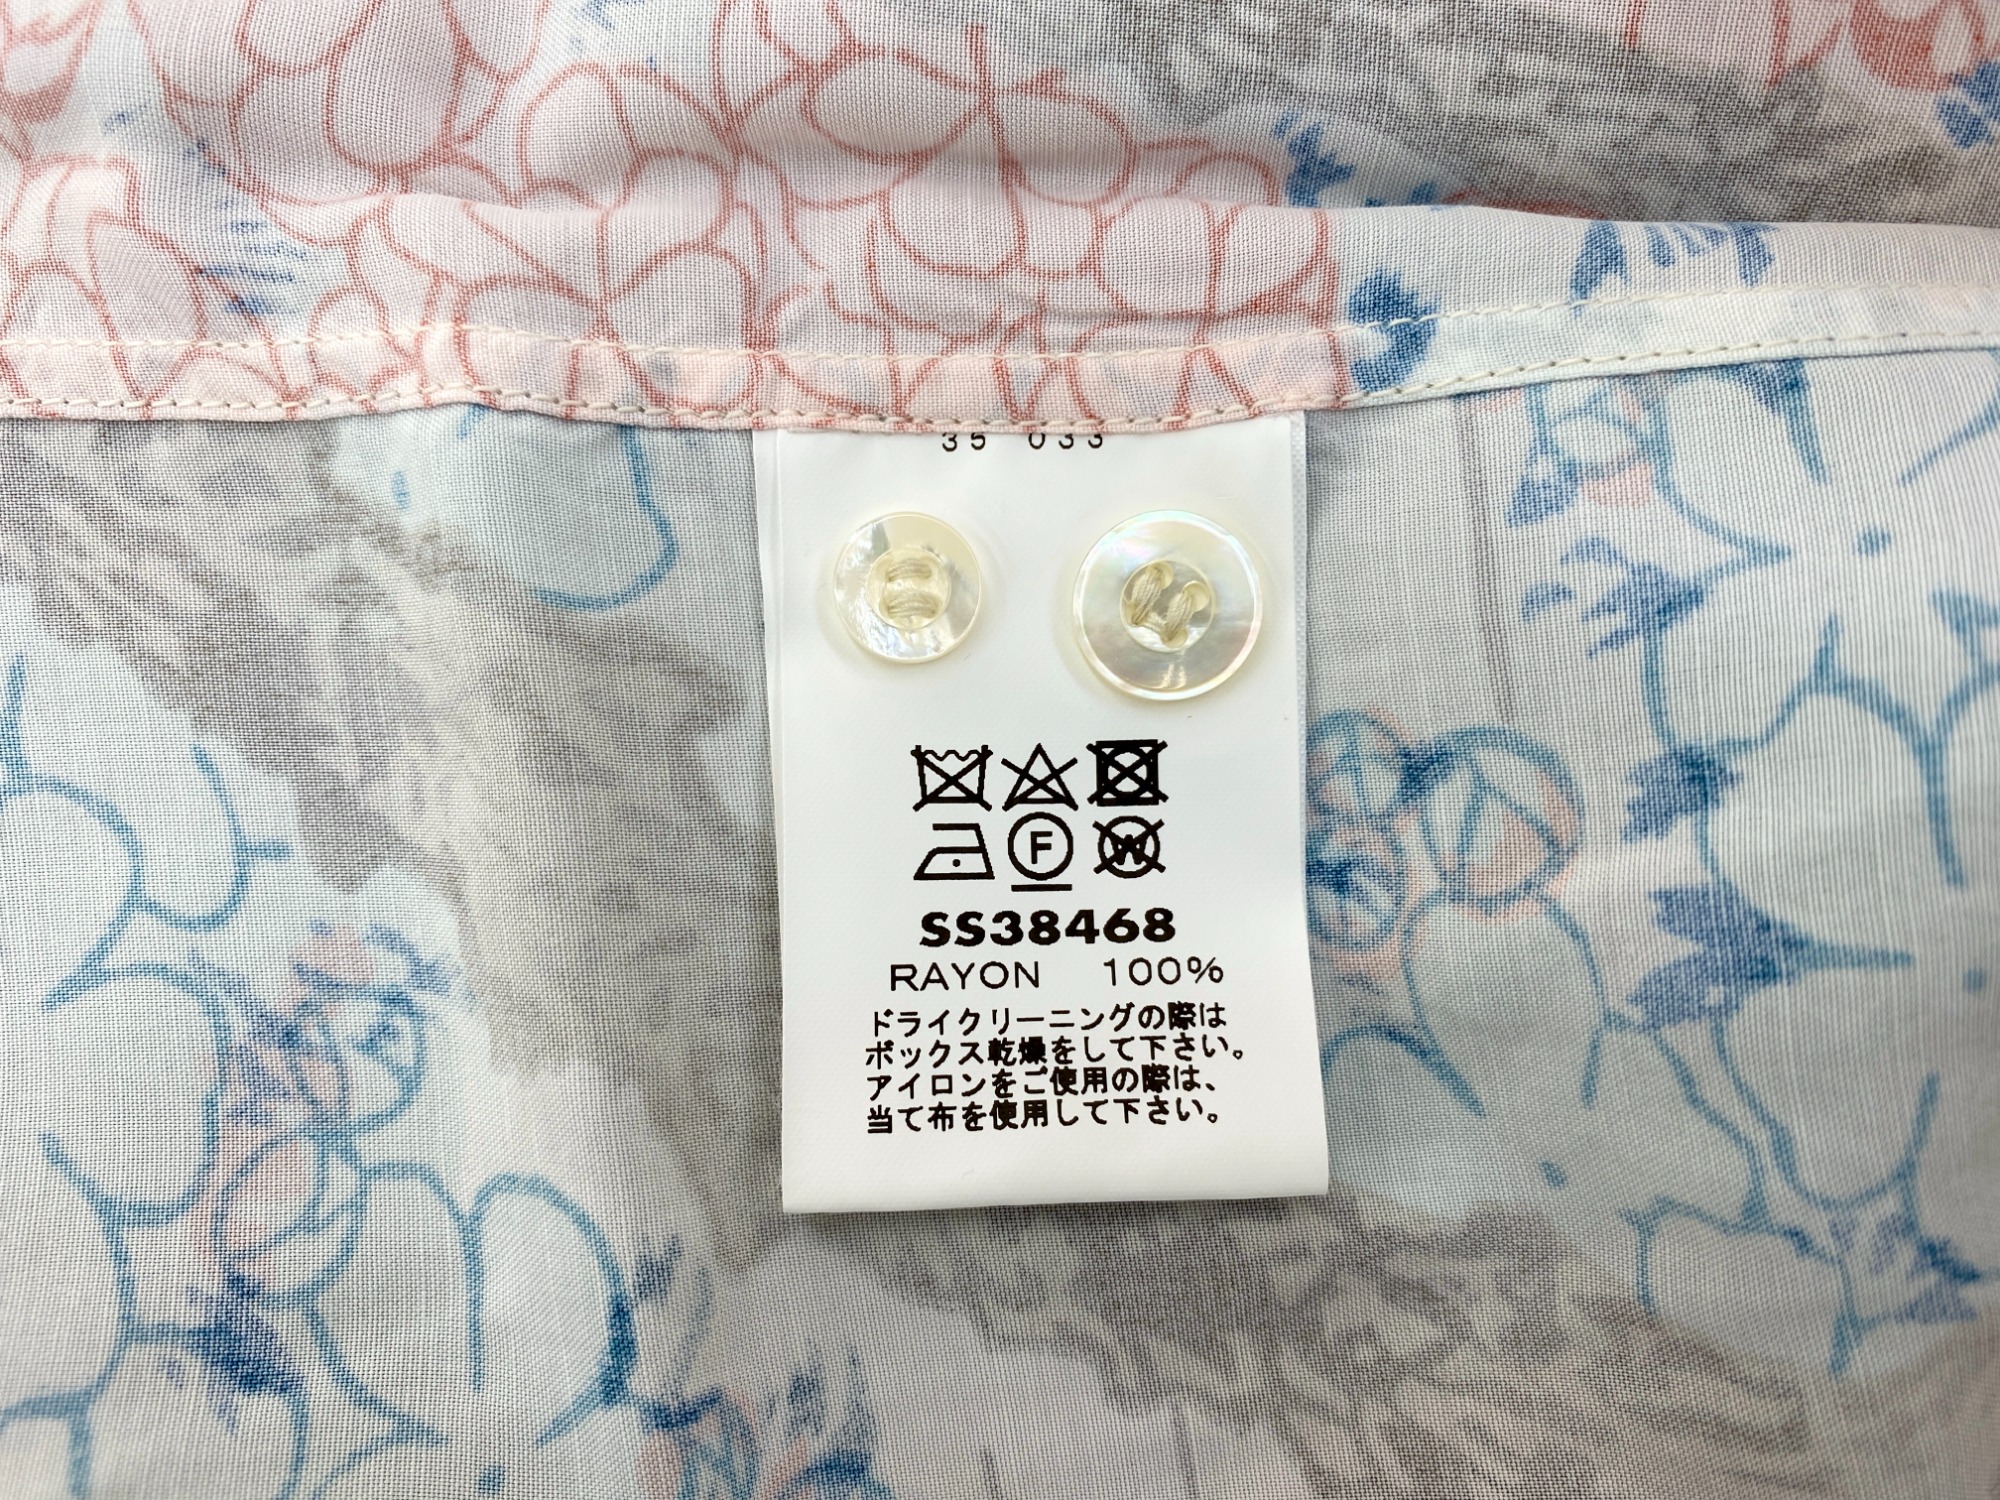 35 033
F
W
SS38468
RAYON 100%
ドライクリーニングの際は
ボックス乾燥をして下さい。
アイロンをご使用の際は、
当て布を使用して下さい。